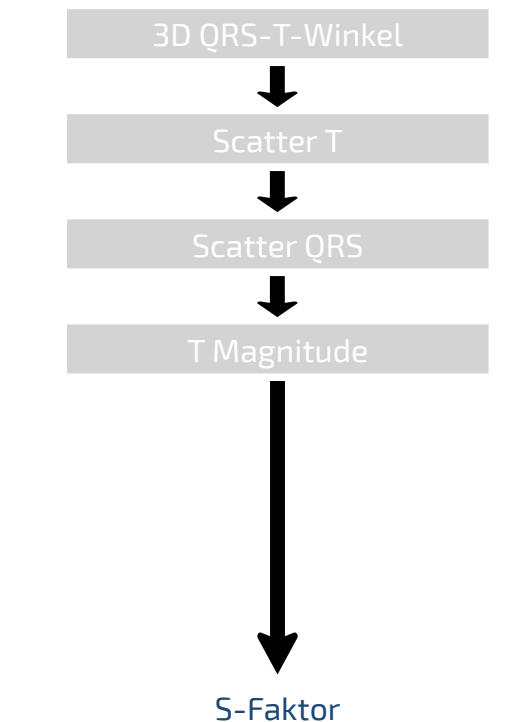 3D QRS-T-Winkel
Scatter T
Scatter QRS
T Magnitude
S-Faktor